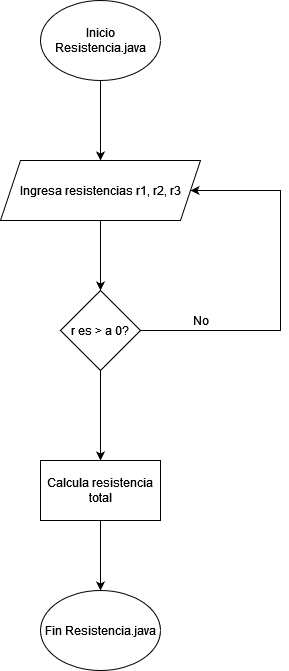 Inicio
Resistencia.java
Ingresa resistencias r1, r2, r3
r es > a 0?
No
Calcula resistencia
total
Fin Resistencia.java